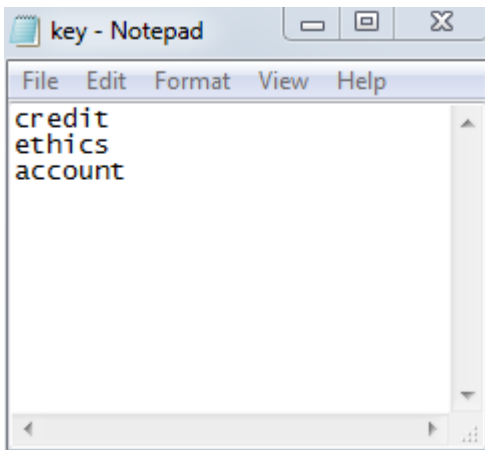 key - Notepad
File Edit Format View Help
credit
ethics
account